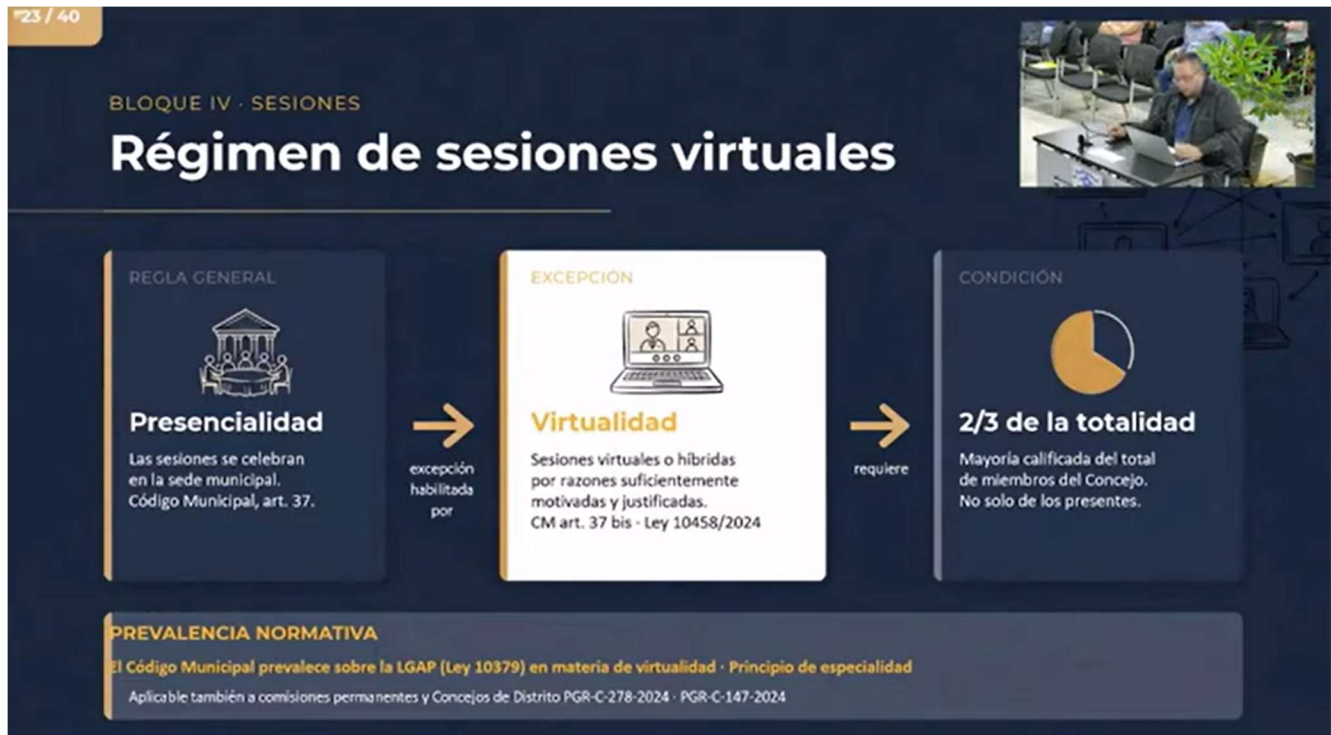 23 / 40
BLOQUE IV · SESIONES
Régimen de sesiones virtuales
REGLA GENERAL
Presencialidad
Las sesiones se celebran
en la sede municipal.
Código Municipal, art. 37.
excepción
habilitada
por
EXCEPCIÓN
Virtualidad
Sesiones virtuales o híbridas
por razones suficientemente
motivadas y justificadas.
CM art. 37 bis · Ley 10458/2024
requiere
CONDICIÓN
2/3 de la totalidad
Mayoría calificada del total
de miembros del Concejo.
No solo de los presentes.
PREVALENCIA NORMATIVA
El Código Municipal prevalece sobre la LGAP (Ley 10379) en materia de virtualidad · Principio de especialidad
Aplicable también a comisiones permanentes y Concejos de Distrito PGR-C-278-2024 · PGR-C-147-2024